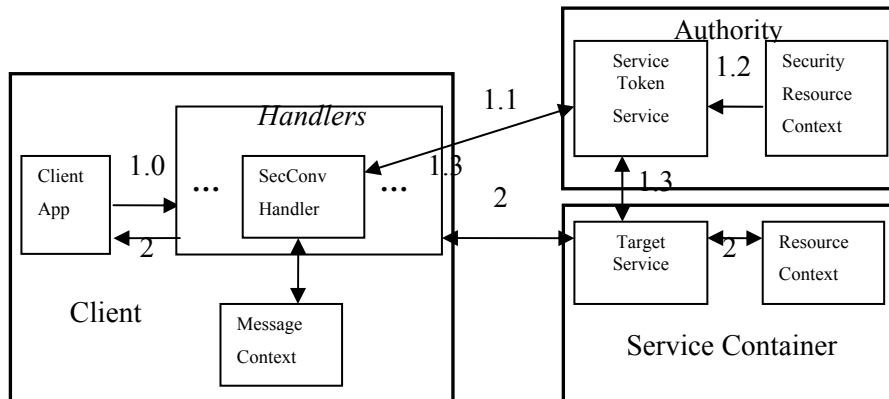 Authority
Service
Token
Service
1.2
Security
Resource
Context
1.1
Handlers
1.0
Client
App
...
SecConv
Handler
1.3
...
2
2
1.3
Target
Service
2
Resource
Context
Client
Message
Context
Service Container